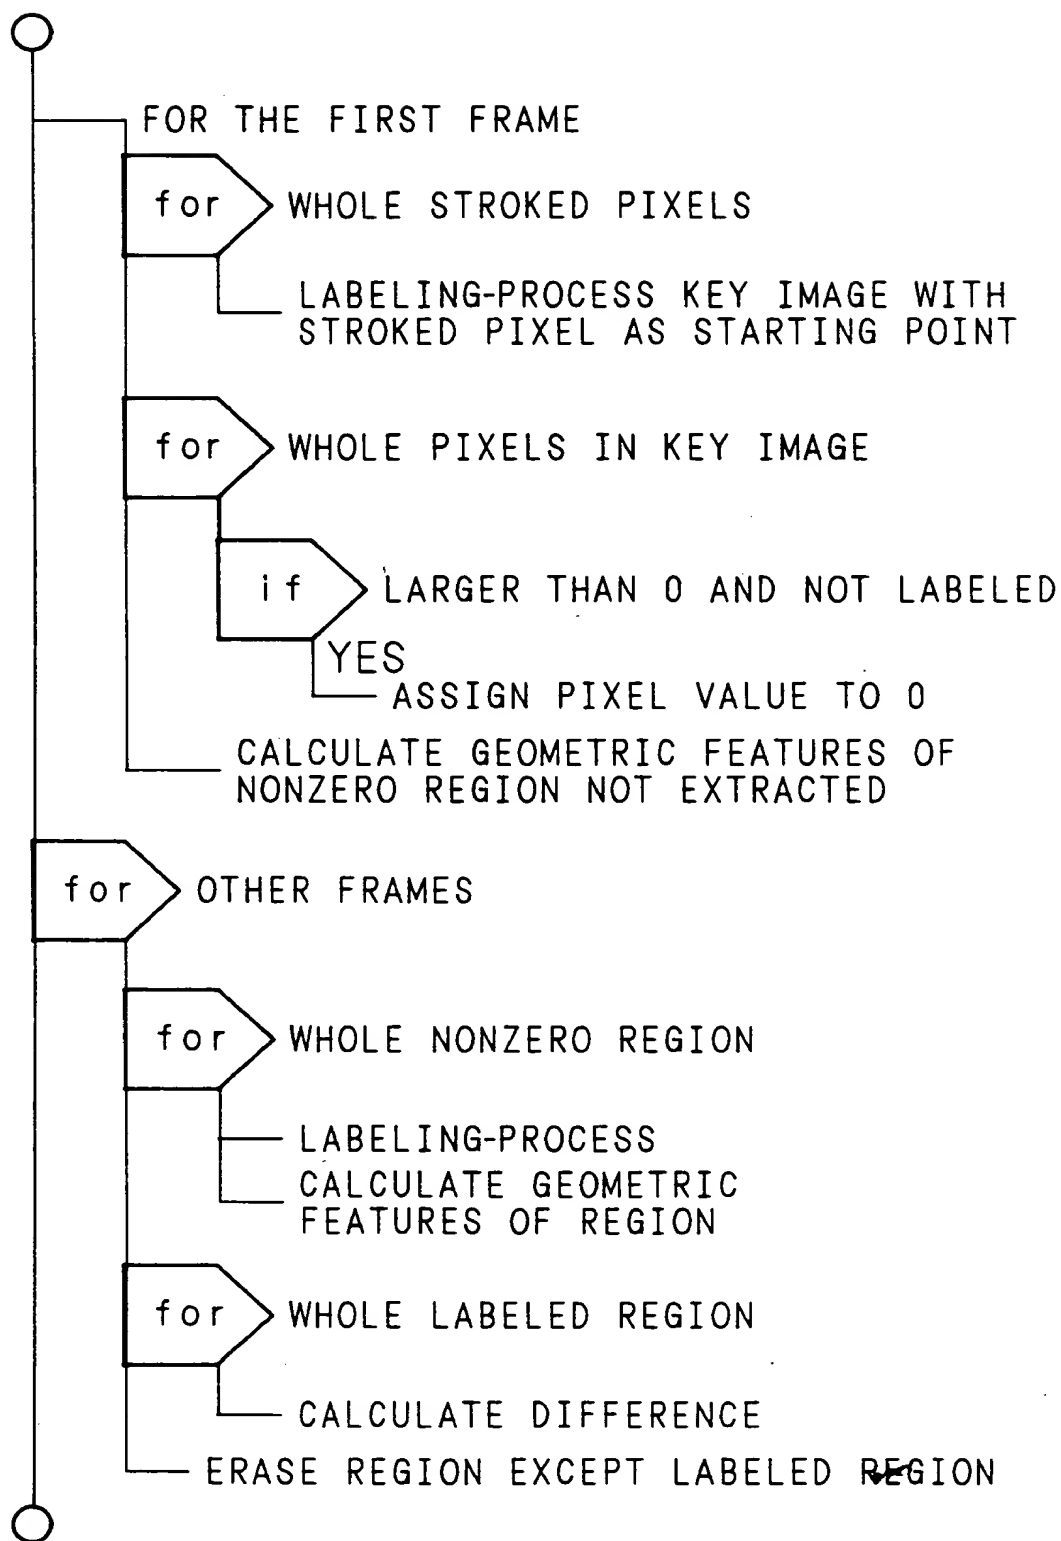 FOR THE FIRST FRAME
for WHOLE STROKED PIXELS
LABELING-PROCESS KEY IMAGE WITH
STROKED PIXEL AS STARTING POINT
for WHOLE PIXELS IN KEY IMAGE
if LARGER THAN 0 AND NOT LABELED
YES
ASSIGN PIXEL VALUE TO 0
CALCULATE GEOMETRIC FEATURES OF
NONZERO REGION NOT EXTRACTED
for OTHER FRAMES
for WHOLE NONZERO REGION
LABELING-PROCESS
CALCULATE GEOMETRIC
FEATURES OF REGION
for WHOLE LABELED REGION
CALCULATE DIFFERENCE
ERASE REGION EXCEPT LABELED REGION